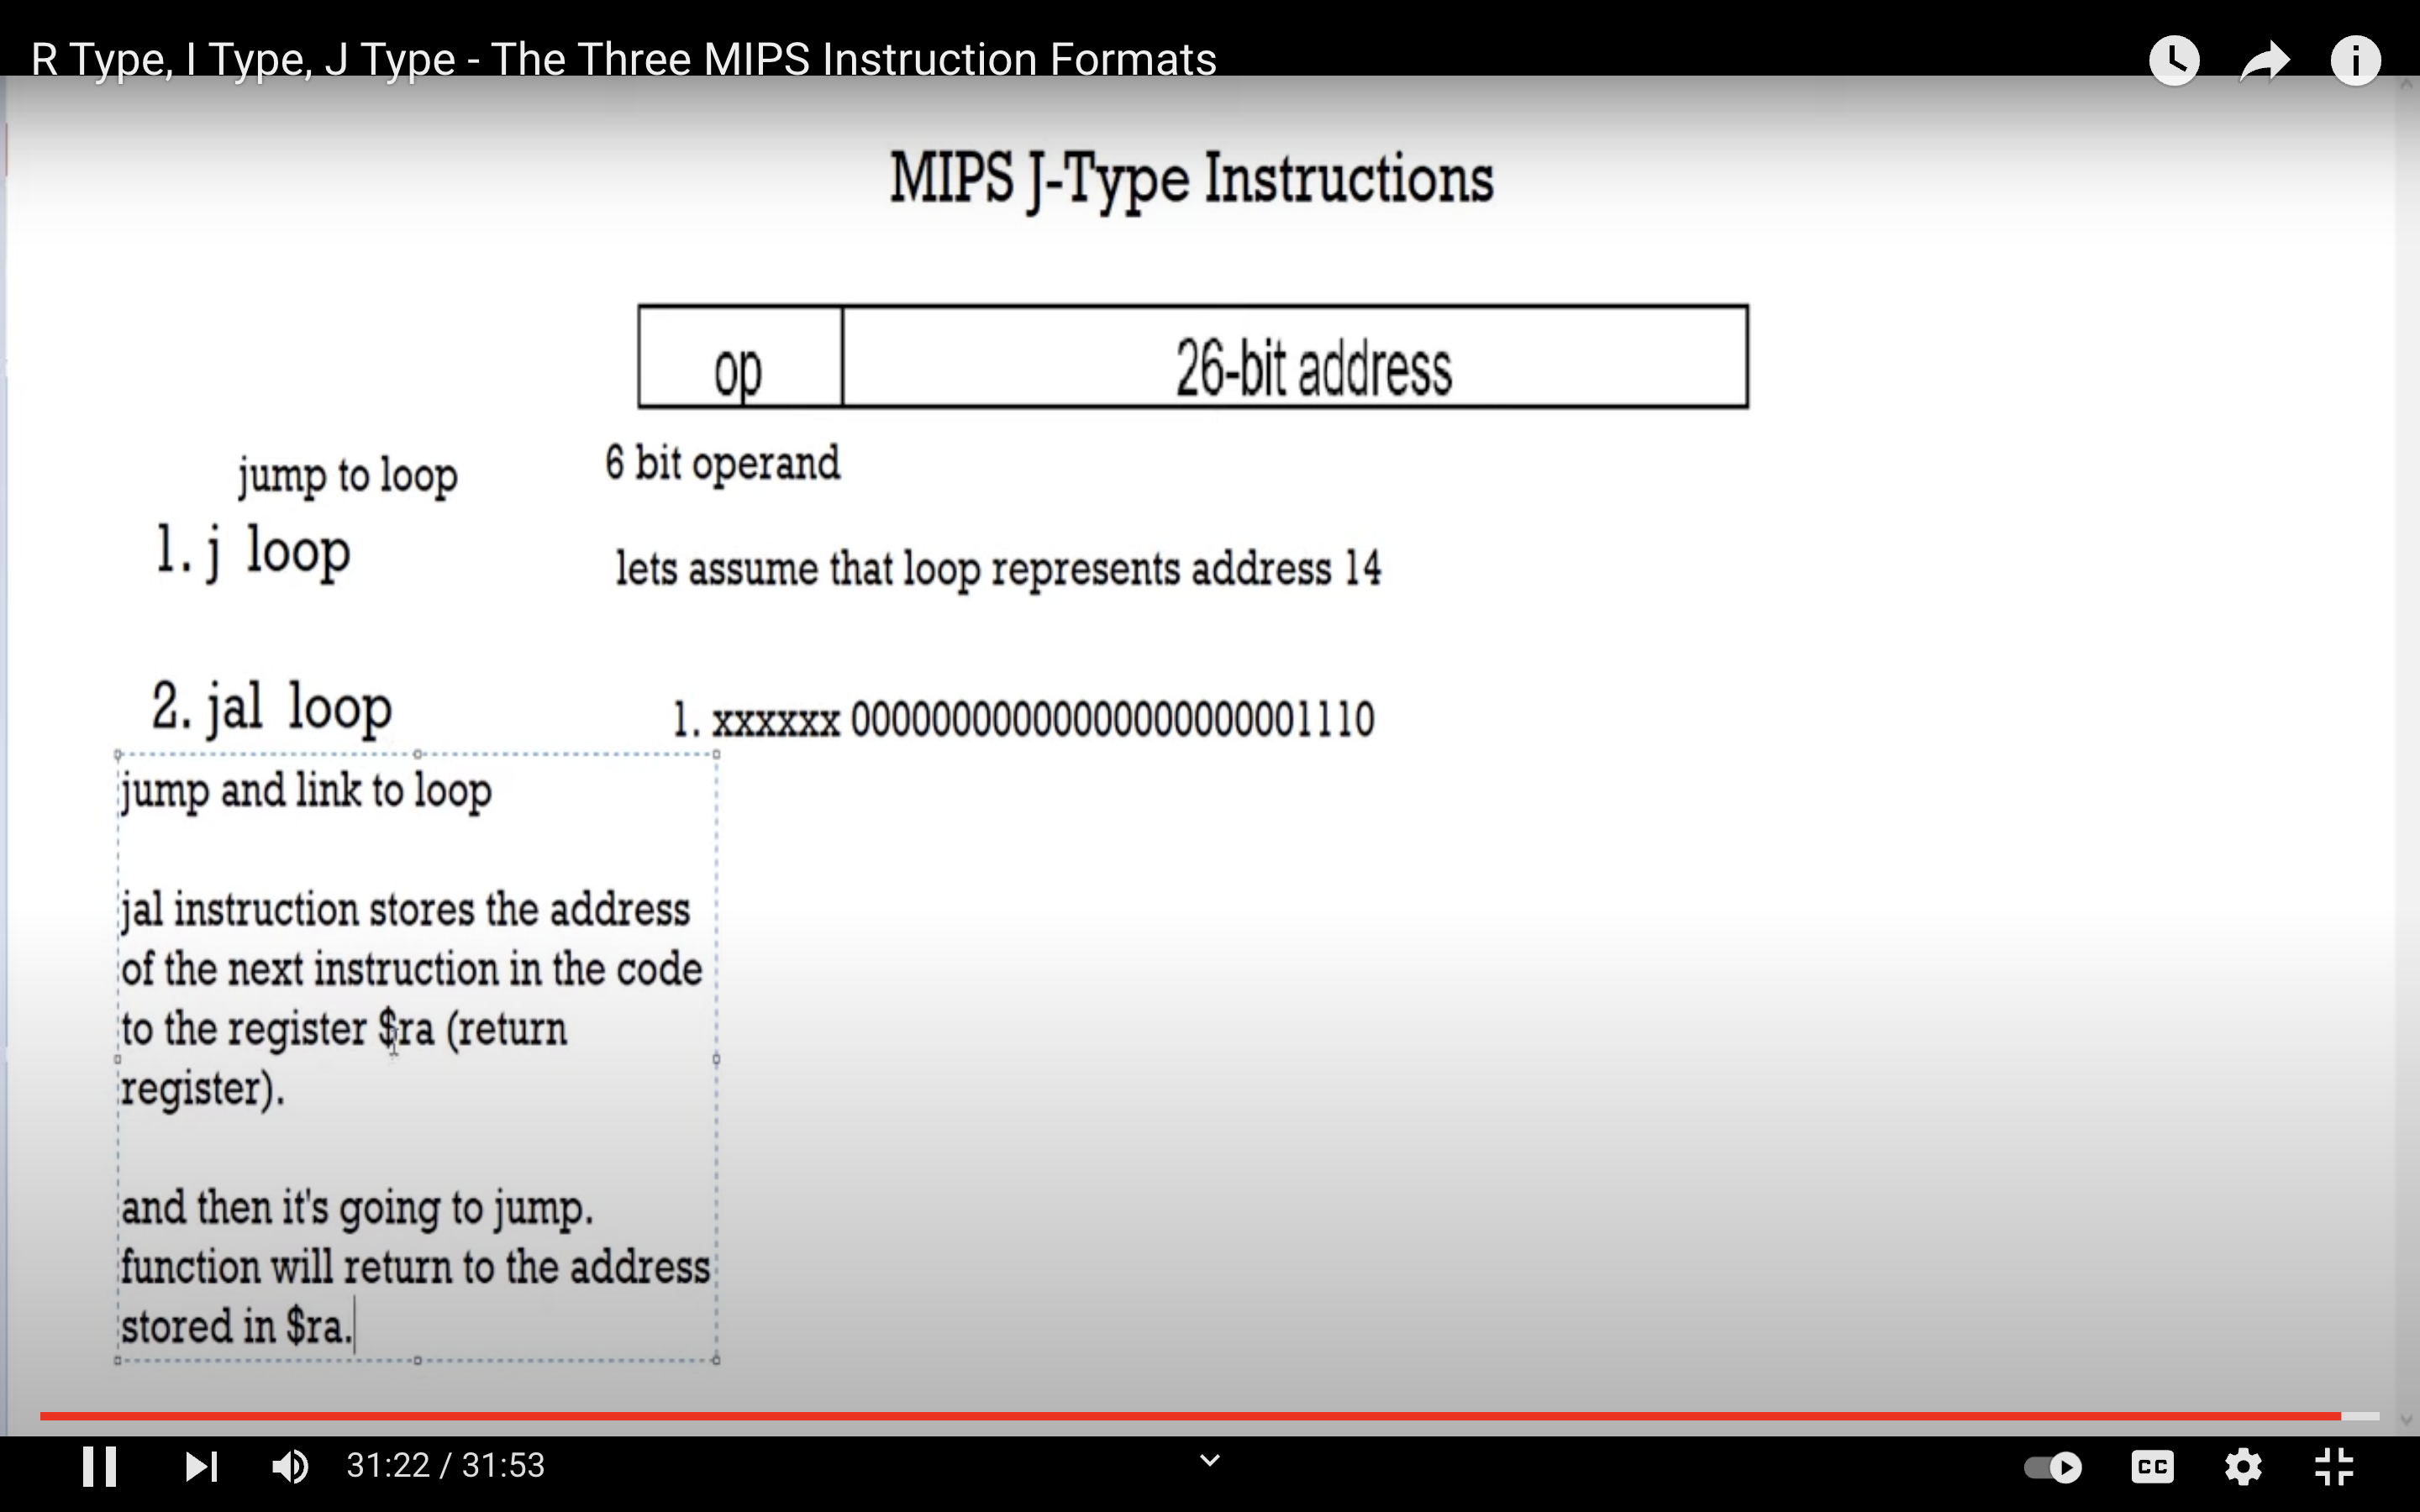 R Type, I Type, J Type - The Three MIPS Instruction Formats
MIPS J-Type Instructions
op
26-bit address
6 bit operand
jump to loop
1. j loop
lets assume that loop represents address 14
2. jal loop
1. xxxxxx 00000000000000000000001110
jump and link to loop
jal instruction stores the address
of the next instruction in the code
to the register $ra (return
register).
and then it's going to jump.
function will return to the address
stored in $ra.
31:22 / 31:53
CC